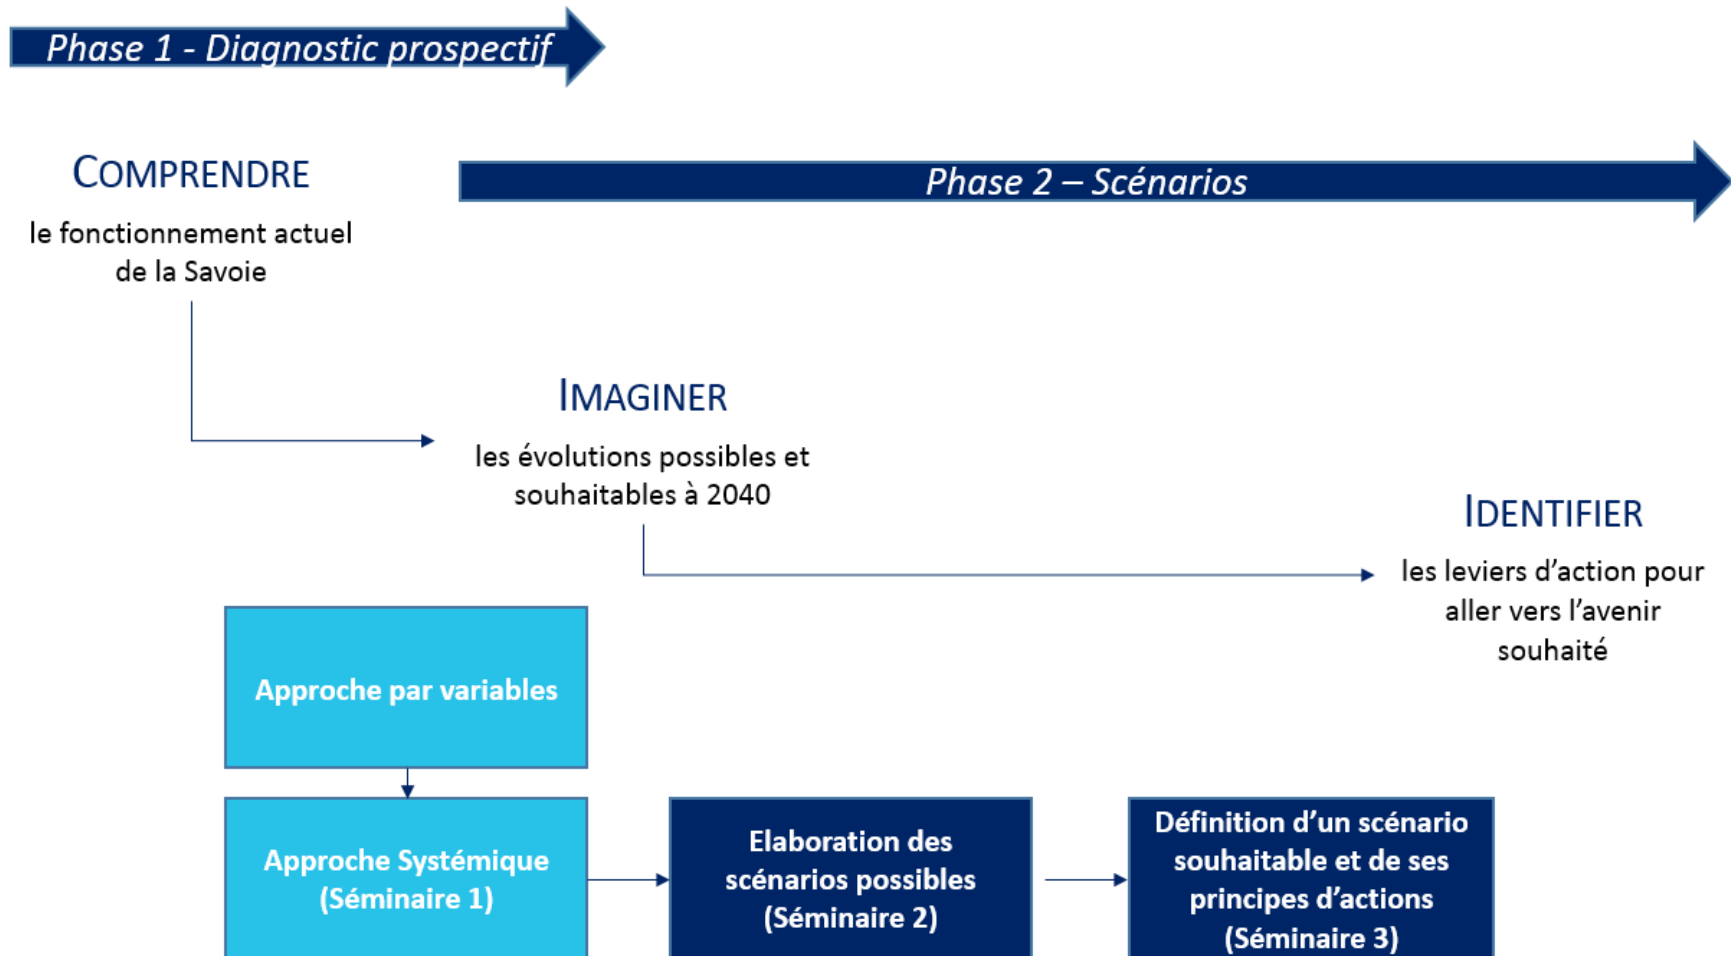 Phase 1 - Diagnostic prospectif
COMPRENDRE
le fonctionnement actuel
de la Savoie
Phase 2 – Scénarios
IMAGINER
les évolutions possibles et
souhaitables à 2040
IDENTIFIER
les leviers d’action pour
aller vers l’avenir
souhaité
Approche par variables
Approche Systémique
(Séminaire 1)
Elaboration des
scénarios possibles
(Séminaire 2)
Définition d’un scénario
souhaitable et de ses
principes d’actions
(Séminaire 3)